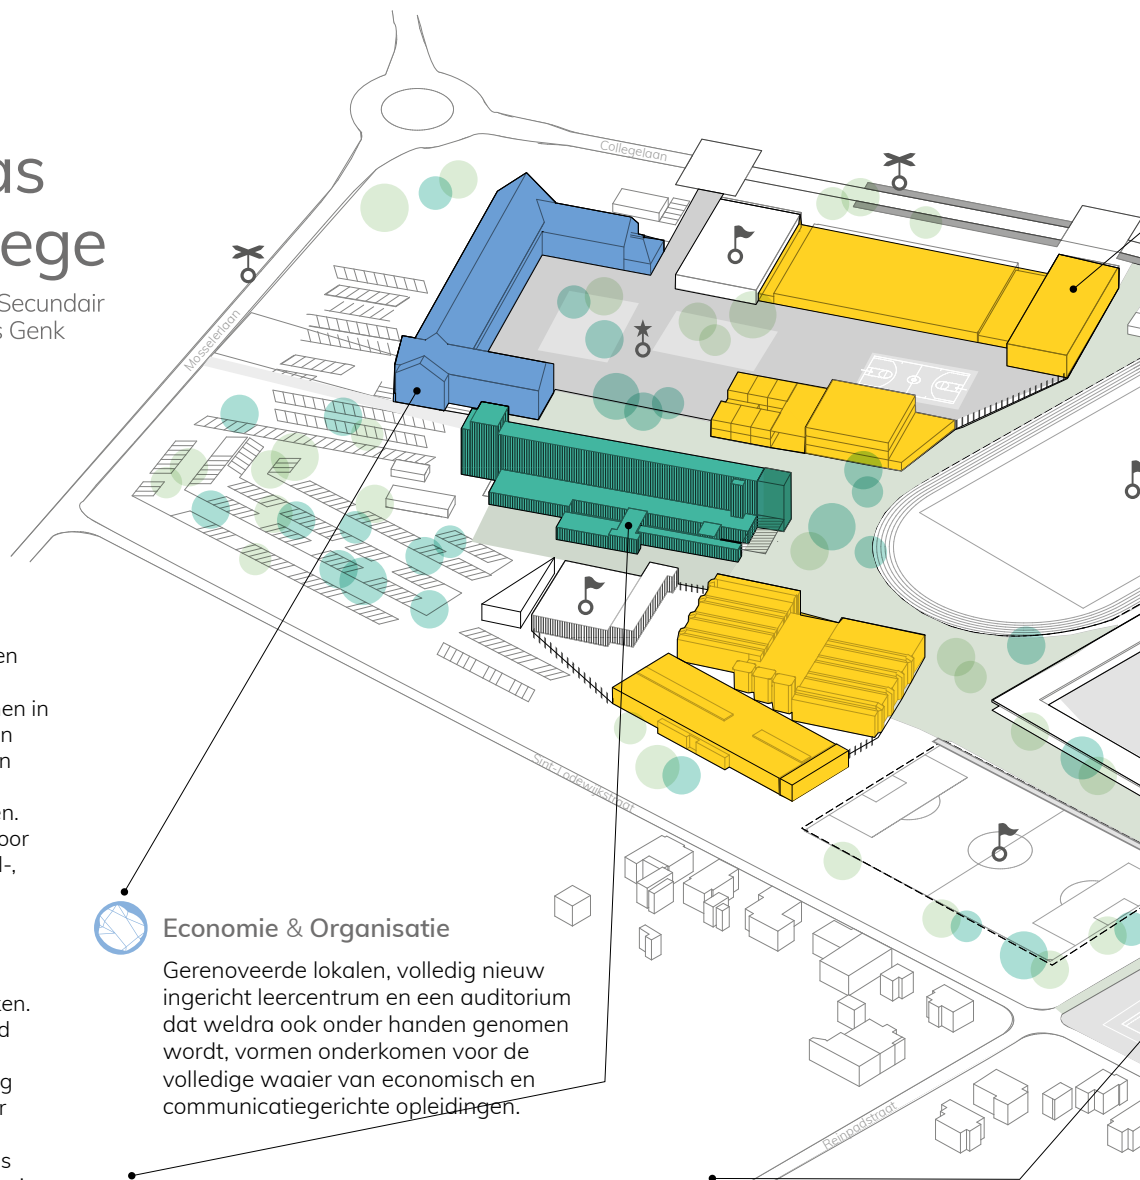 as
ege
Secundair
s Genk
Collegelaan
Mosselerlaan
en
en in
n
n
en.
oor
l-,
Sint-Lodewijkstraat
Economie & Organisatie
Gerenoveerde lokalen, volledig nieuw
ingericht leercentrum en een auditorium
dat weldra ook onder handen genomen
wordt, vormen onderkomen voor de
volledige waaier van economisch en
communicatiegerichte opleidingen.
ken.
d
g
r
s
Reinpadstraat